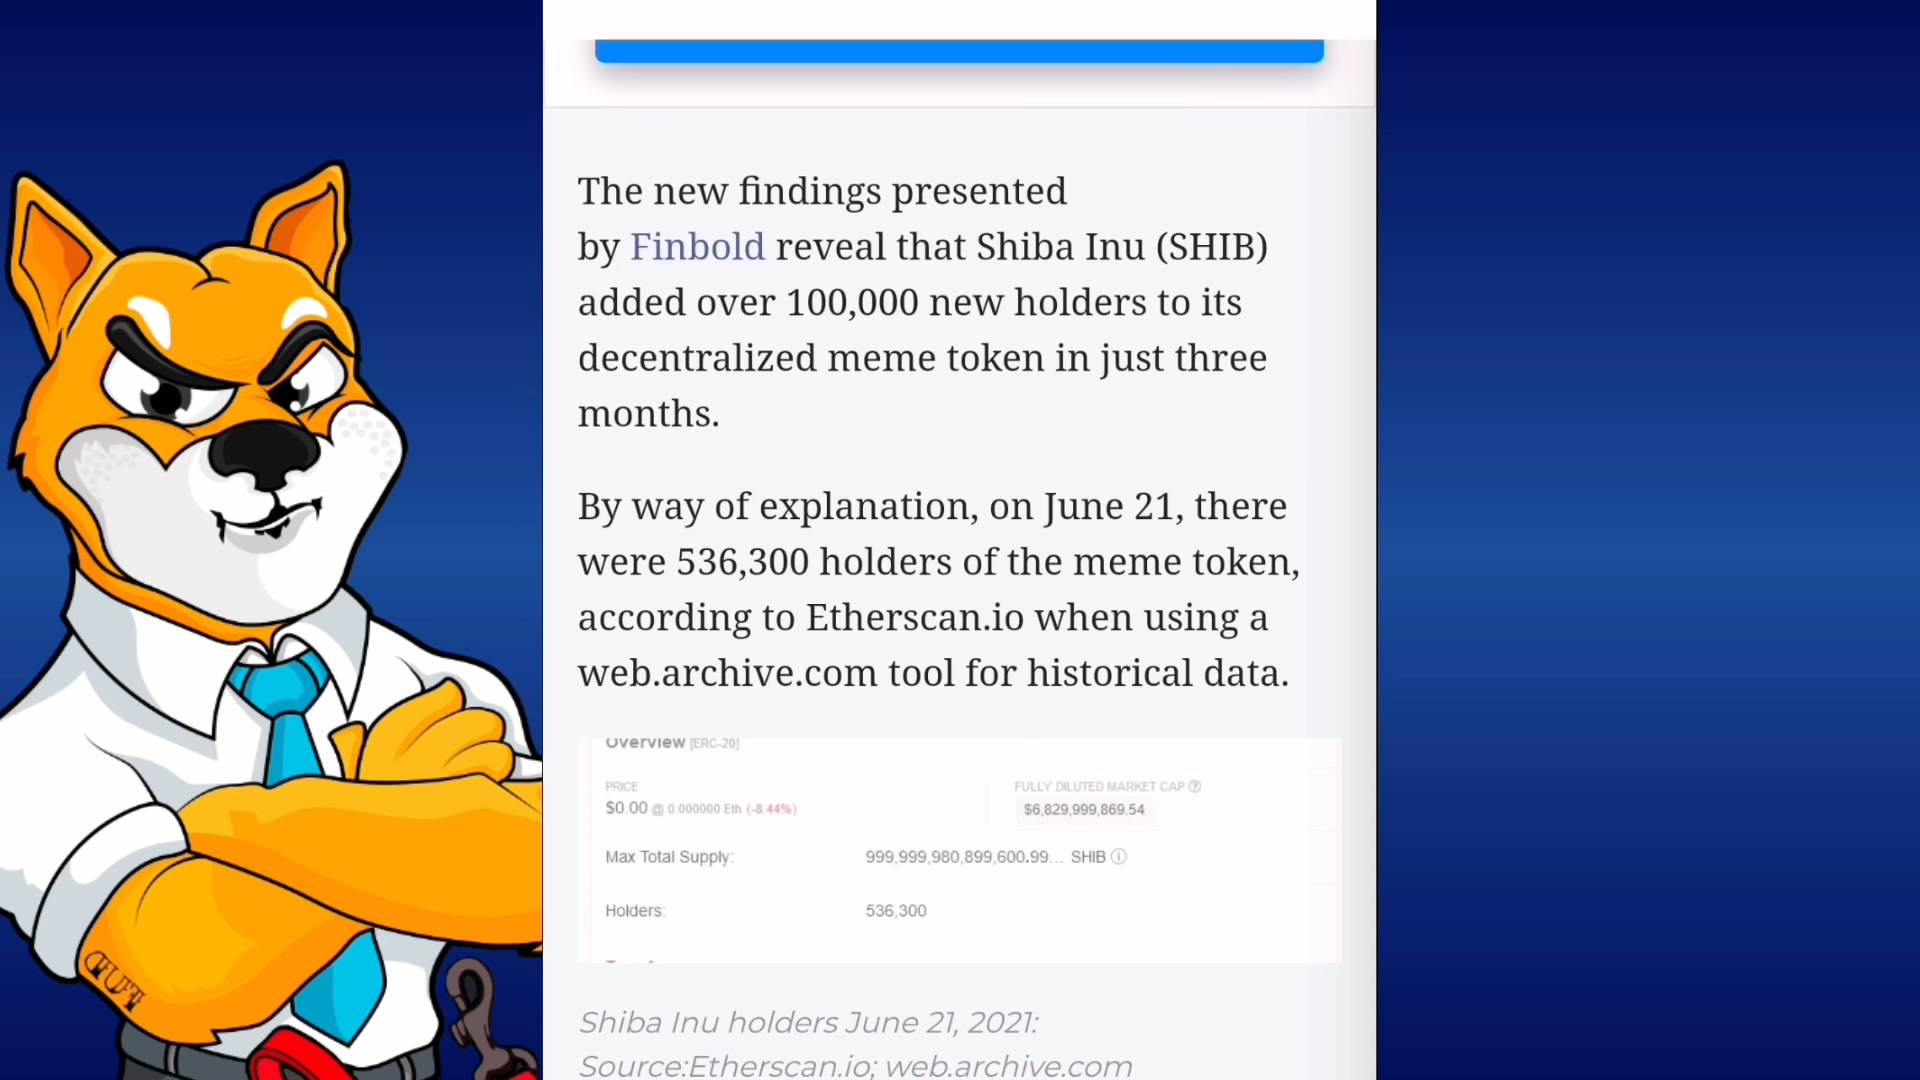 The new findings presented
by Finbold reveal that Shiba Inu (SHIB)
added over 100,000 new holders to its
decentralized meme token in just three
months.
By way of explanation, on June 21, there
were 536,300 holders of the meme token,
according to Etherscan.io when using a
web.archive.com tool for historical data.
Overview [ERC-20]
PRICE
$0.00 @ 0.000000 Eth (-8.44%)
FULLY DILUTED MARKET CAP
$6,829,999,869.54
Max Total Supply: 999,999,980,899,600.99... SHIB
Holders: 536,300
Shiba Inu holders June 21, 2021:
Source:Etherscan.io; web.archive.com